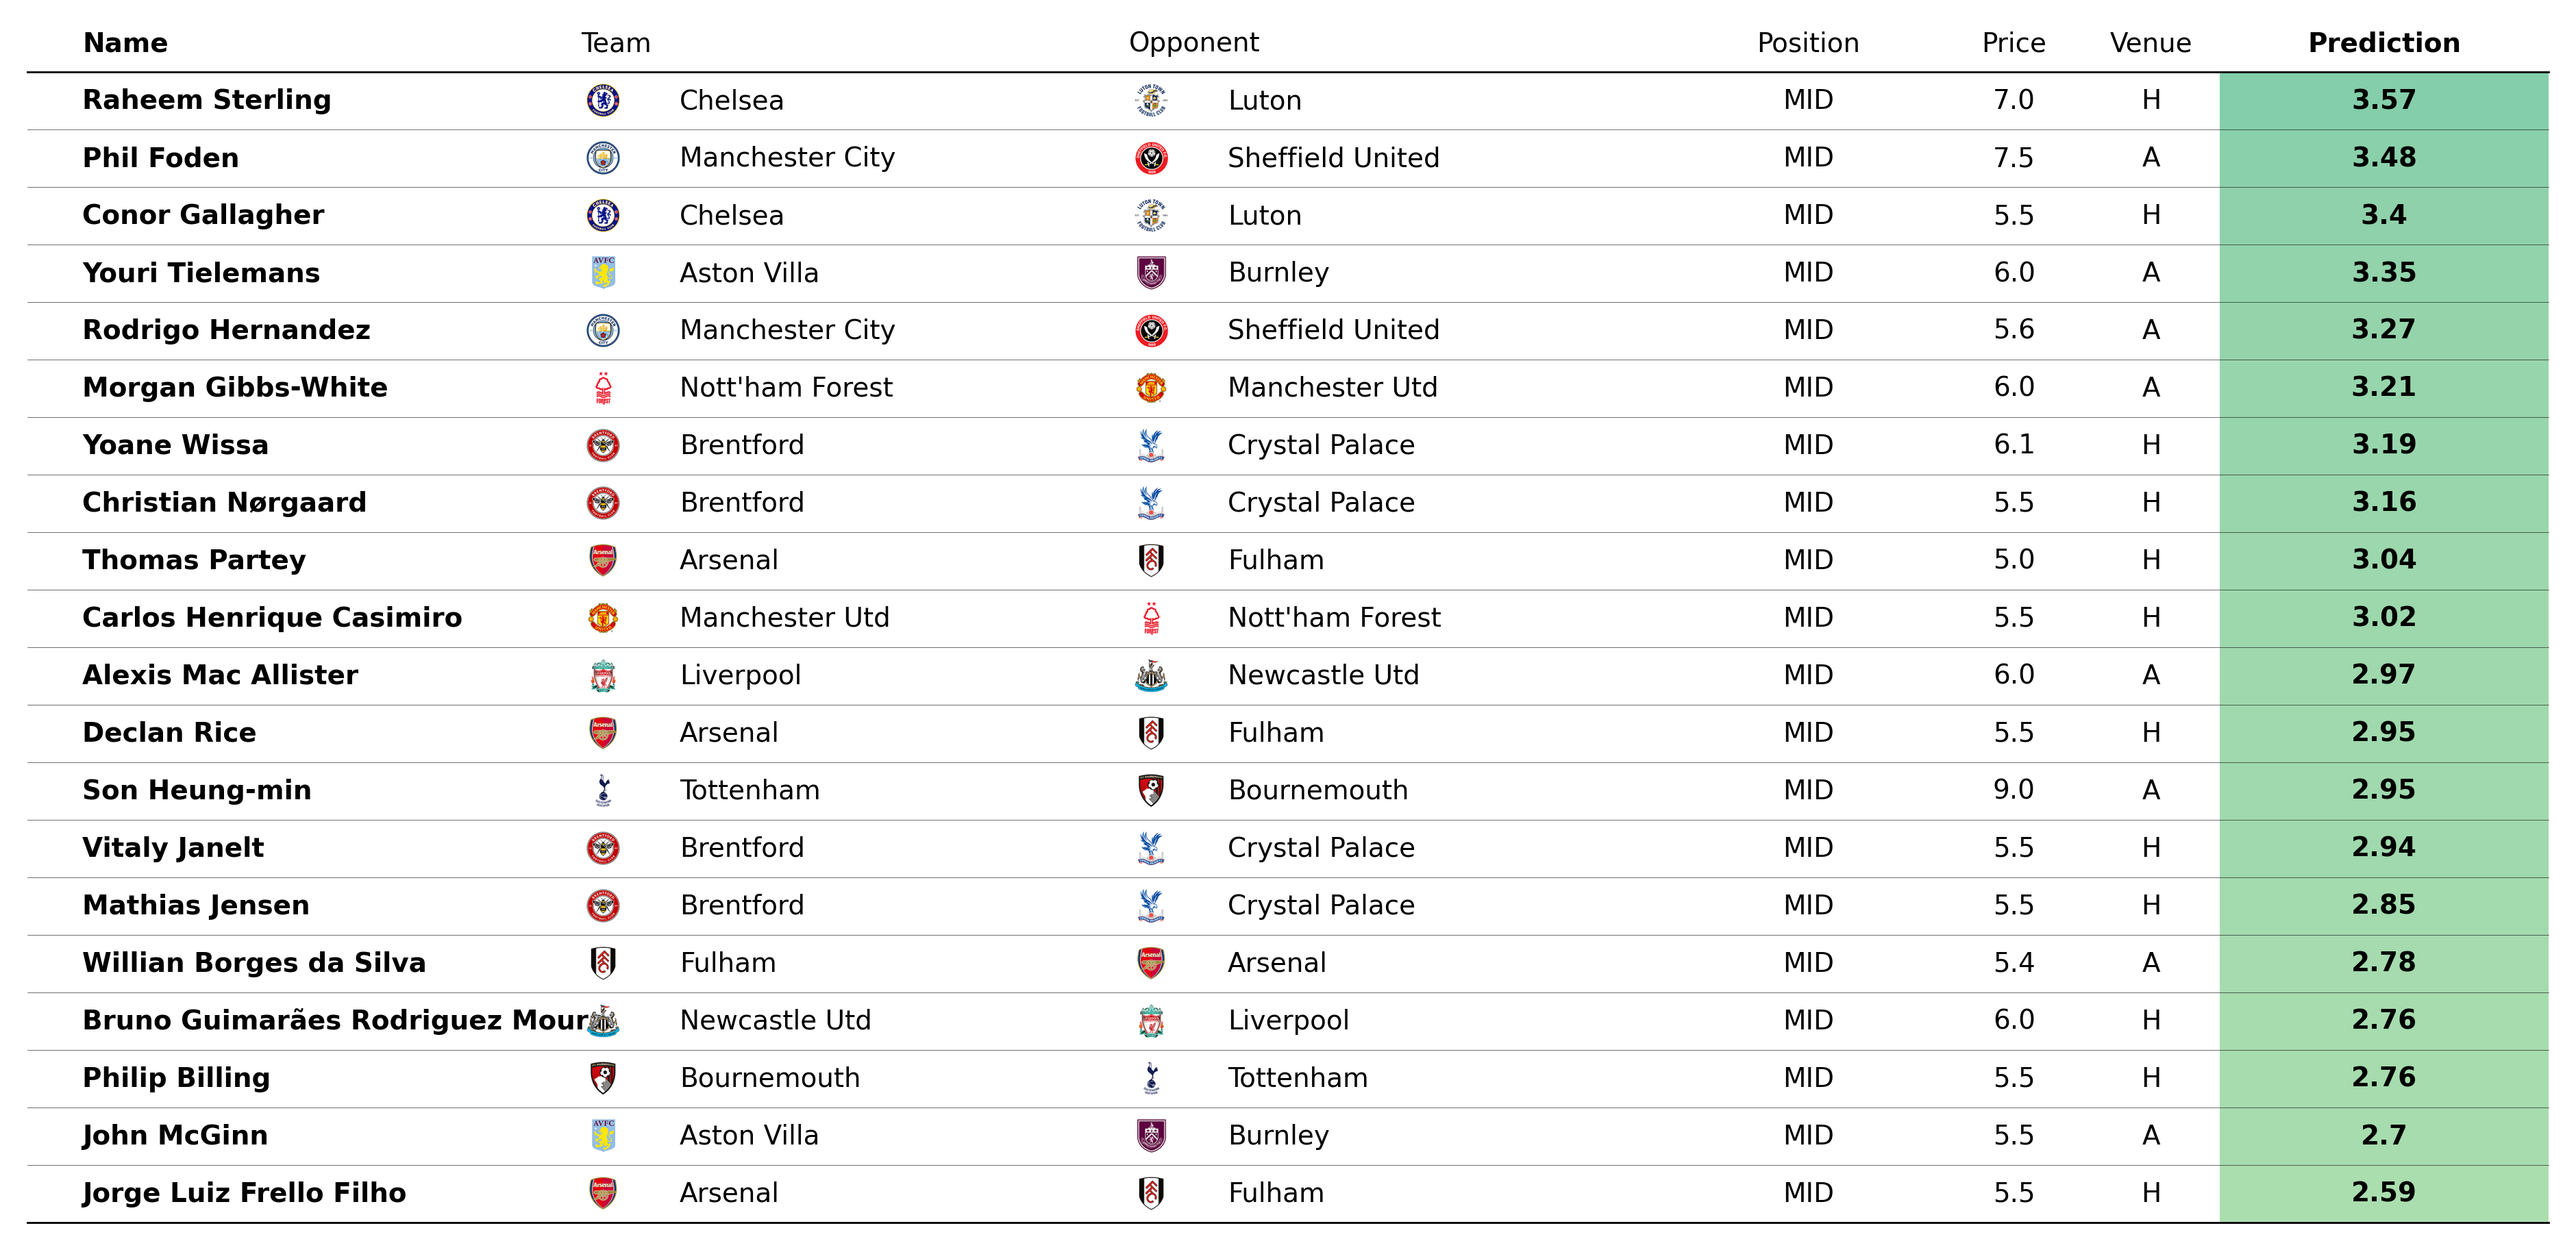 Name Team Opponent Position Price Venue Prediction
Raheem Sterling Chelsea Luton MID 7.0 H 3.57
Phil Foden Manchester City Sheffield United MID 7.5 A 3.48
Conor Gallagher Chelsea Luton MID 5.5 H 3.4
Youri Tielemans Aston Villa Burnley MID 6.0 A 3.35
Rodrigo Hernandez Manchester City Sheffield United MID 5.6 A 3.27
Morgan Gibbs-White Nott'ham Forest Manchester Utd MID 6.0 A 3.21
Yoane Wissa Brentford Crystal Palace MID 6.1 H 3.19
Christian Nørgaard Brentford Crystal Palace MID 5.5 H 3.16
Thomas Partey Arsenal Fulham MID 5.0 H 3.04
Carlos Henrique Casimiro Manchester Utd Nott'ham Forest MID 5.5 H 3.02
Alexis Mac Allister Liverpool Newcastle Utd MID 6.0 A 2.97
Declan Rice Arsenal Fulham MID 5.5 H 2.95
Son Heung-min Tottenham Bournemouth MID 9.0 A 2.95
Vitaly Janelt Brentford Crystal Palace MID 5.5 H 2.94
Mathias Jensen Brentford Crystal Palace MID 5.5 H 2.85
Willian Borges da Silva Fulham Arsenal MID 5.4 A 2.78
Bruno Guimarães Rodriguez Mour Newcastle Utd Liverpool MID 6.0 H 2.76
Philip Billing Bournemouth Tottenham MID 5.5 H 2.76
John McGinn Aston Villa Burnley MID 5.5 A 2.7
Jorge Luiz Frello Filho Arsenal Fulham MID 5.5 H 2.59